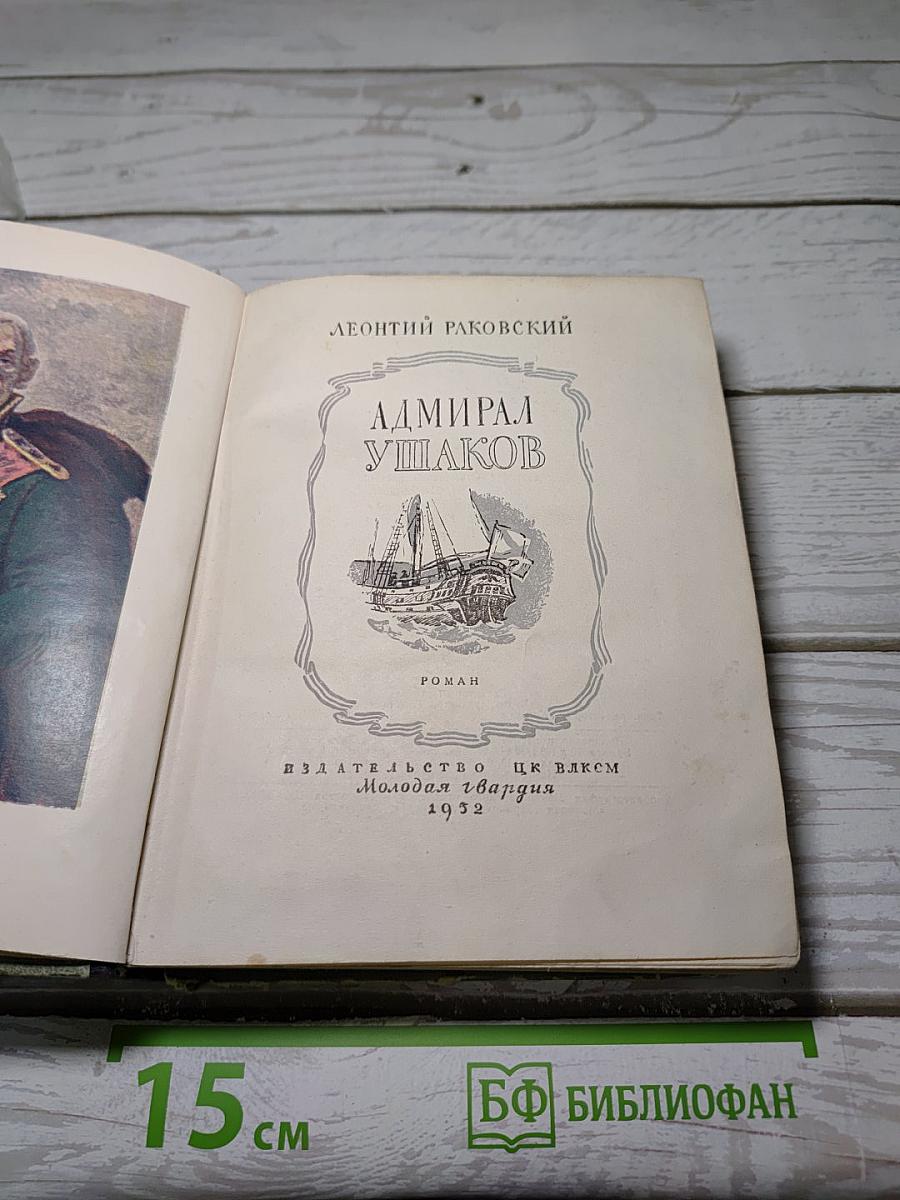 ЛЕОНТИЙ РАКОВСКИЙ
АДМИРАЛ
УШАКОВ
РОМАН
ИЗДАТЕЛЬСТВО ЦК ВЛКСМ
Молодая гвардия
1952
15 см
БФ БИБЛИОФАН